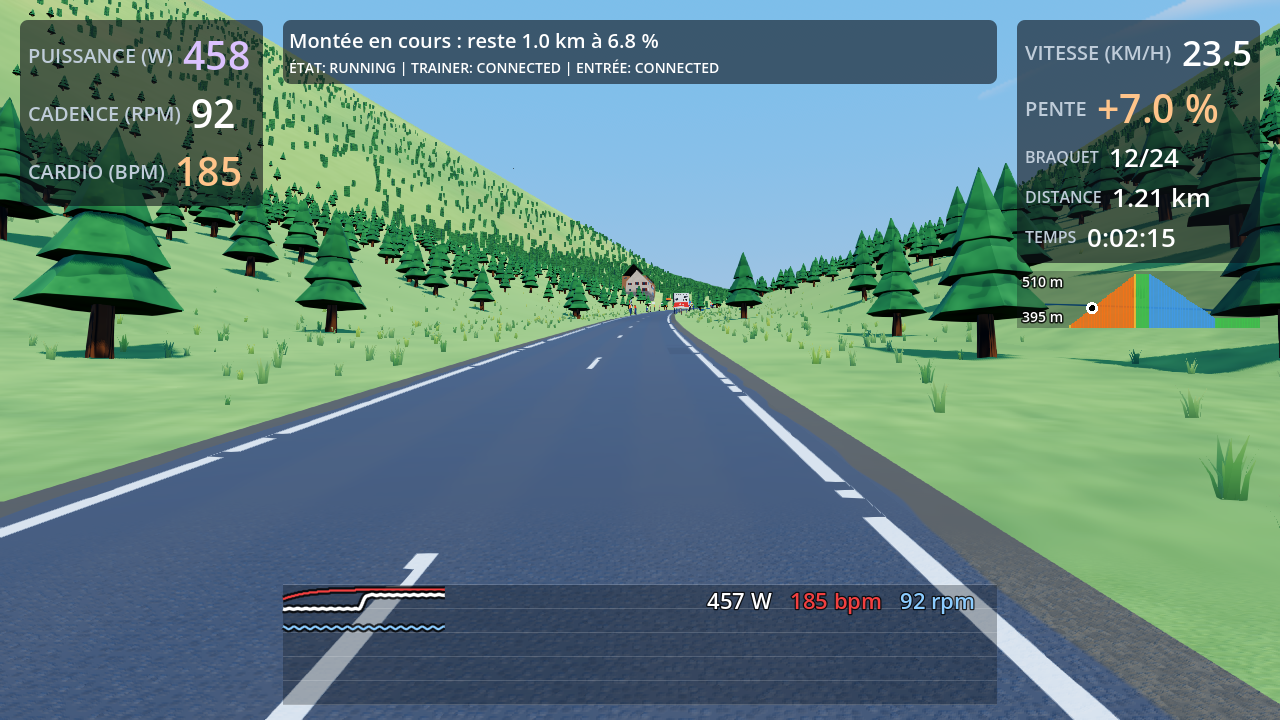 PUISSANCE (W) 458
CADENCE (RPM) 92
CARDIO (BPM) 185
Montée en cours : reste 1.0 km à 6.8 %
ÉTAT: RUNNING | TRAINER: CONNECTED | ENTRÉE: CONNECTED
VITESSE (KM/H) 23.5
PENTE +7.0 %
BRAQUET 12/24
DISTANCE 1.21 km
TEMPS 0:02:15
510 m
395 m
457 W 185 bpm 92 rpm